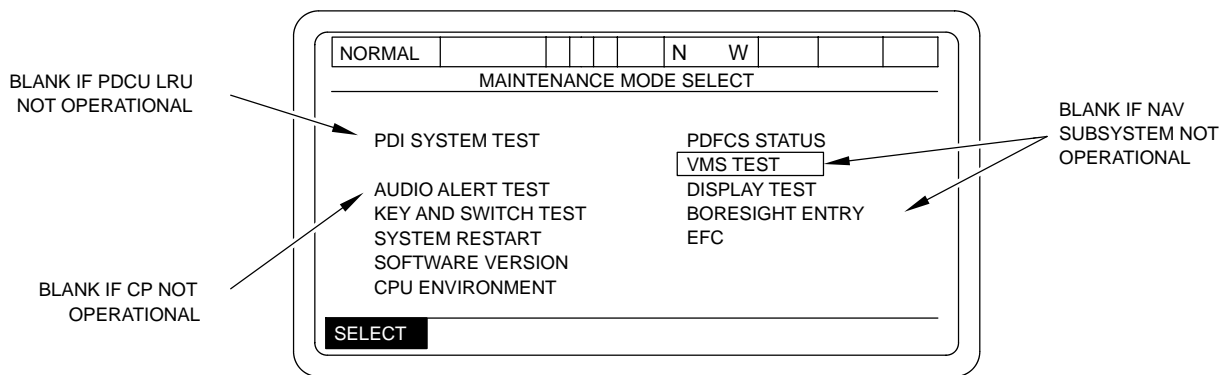 NORMAL N W
MAINTENANCE MODE SELECT
BLANK IF PDCU LRU
NOT OPERATIONAL
BLANK IF NAV
SUBSYSTEM NOT
OPERATIONAL
PDI SYSTEM TEST
AUDIO ALERT TEST
KEY AND SWITCH TEST
SYSTEM RESTART
SOFTWARE VERSION
CPU ENVIRONMENT
PDFCS STATUS
VMS TEST
DISPLAY TEST
BORESIGHT ENTRY
EFC
BLANK IF CP NOT
OPERATIONAL
SELECT